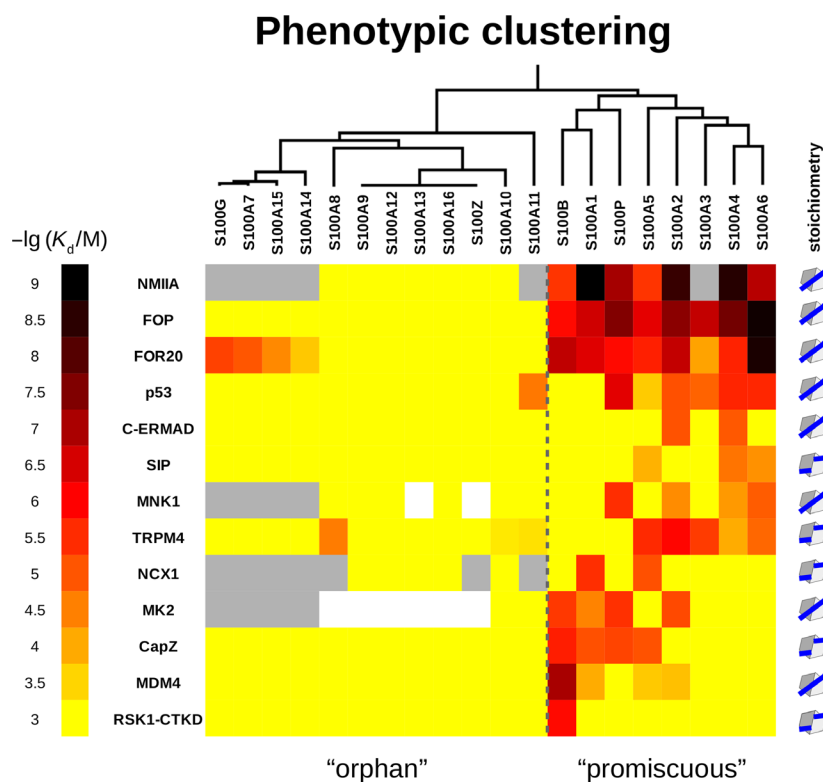 Phenotypic clustering
S100G S100A7 S100A15 S100A14 S100A8 S100A9 S100A12 S100A13 S100A16 S100Z S100A10 S100A11 S100B S100A1 S100P S100A5 S100A2 S100A3 S100A4 S100A6 stoichiometry
−lg (Kd/M)
9 NMIIA
8.5 FOP
8 FOR20
7.5 p53
7 C-ERMAD
6.5 SIP
6 MNK1
5.5 TRPM4
5 NCX1
4.5 MK2
4 CapZ
3.5 MDM4
3 RSK1-CTKD
“orphan” “promiscuous”